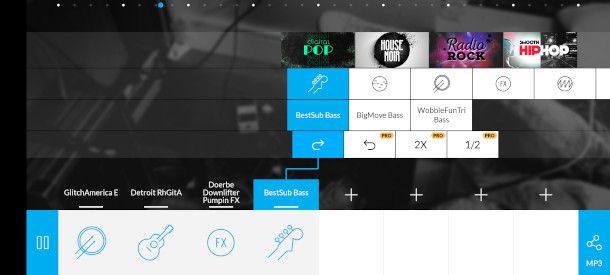 digital POP
HOUSE NOIR
Radio ROCK
SMOOTH HIPHOP
FX
BestSub Bass
BigMove Bass
WobbleFunTri Bass
PRO
PRO
2X
PRO
1/2
GlitchAmerica E
Detroit RhGitA
Doerbe
Downlifter
Pumpin FX
BestSub Bass
+
+
+
+
FX
MP3